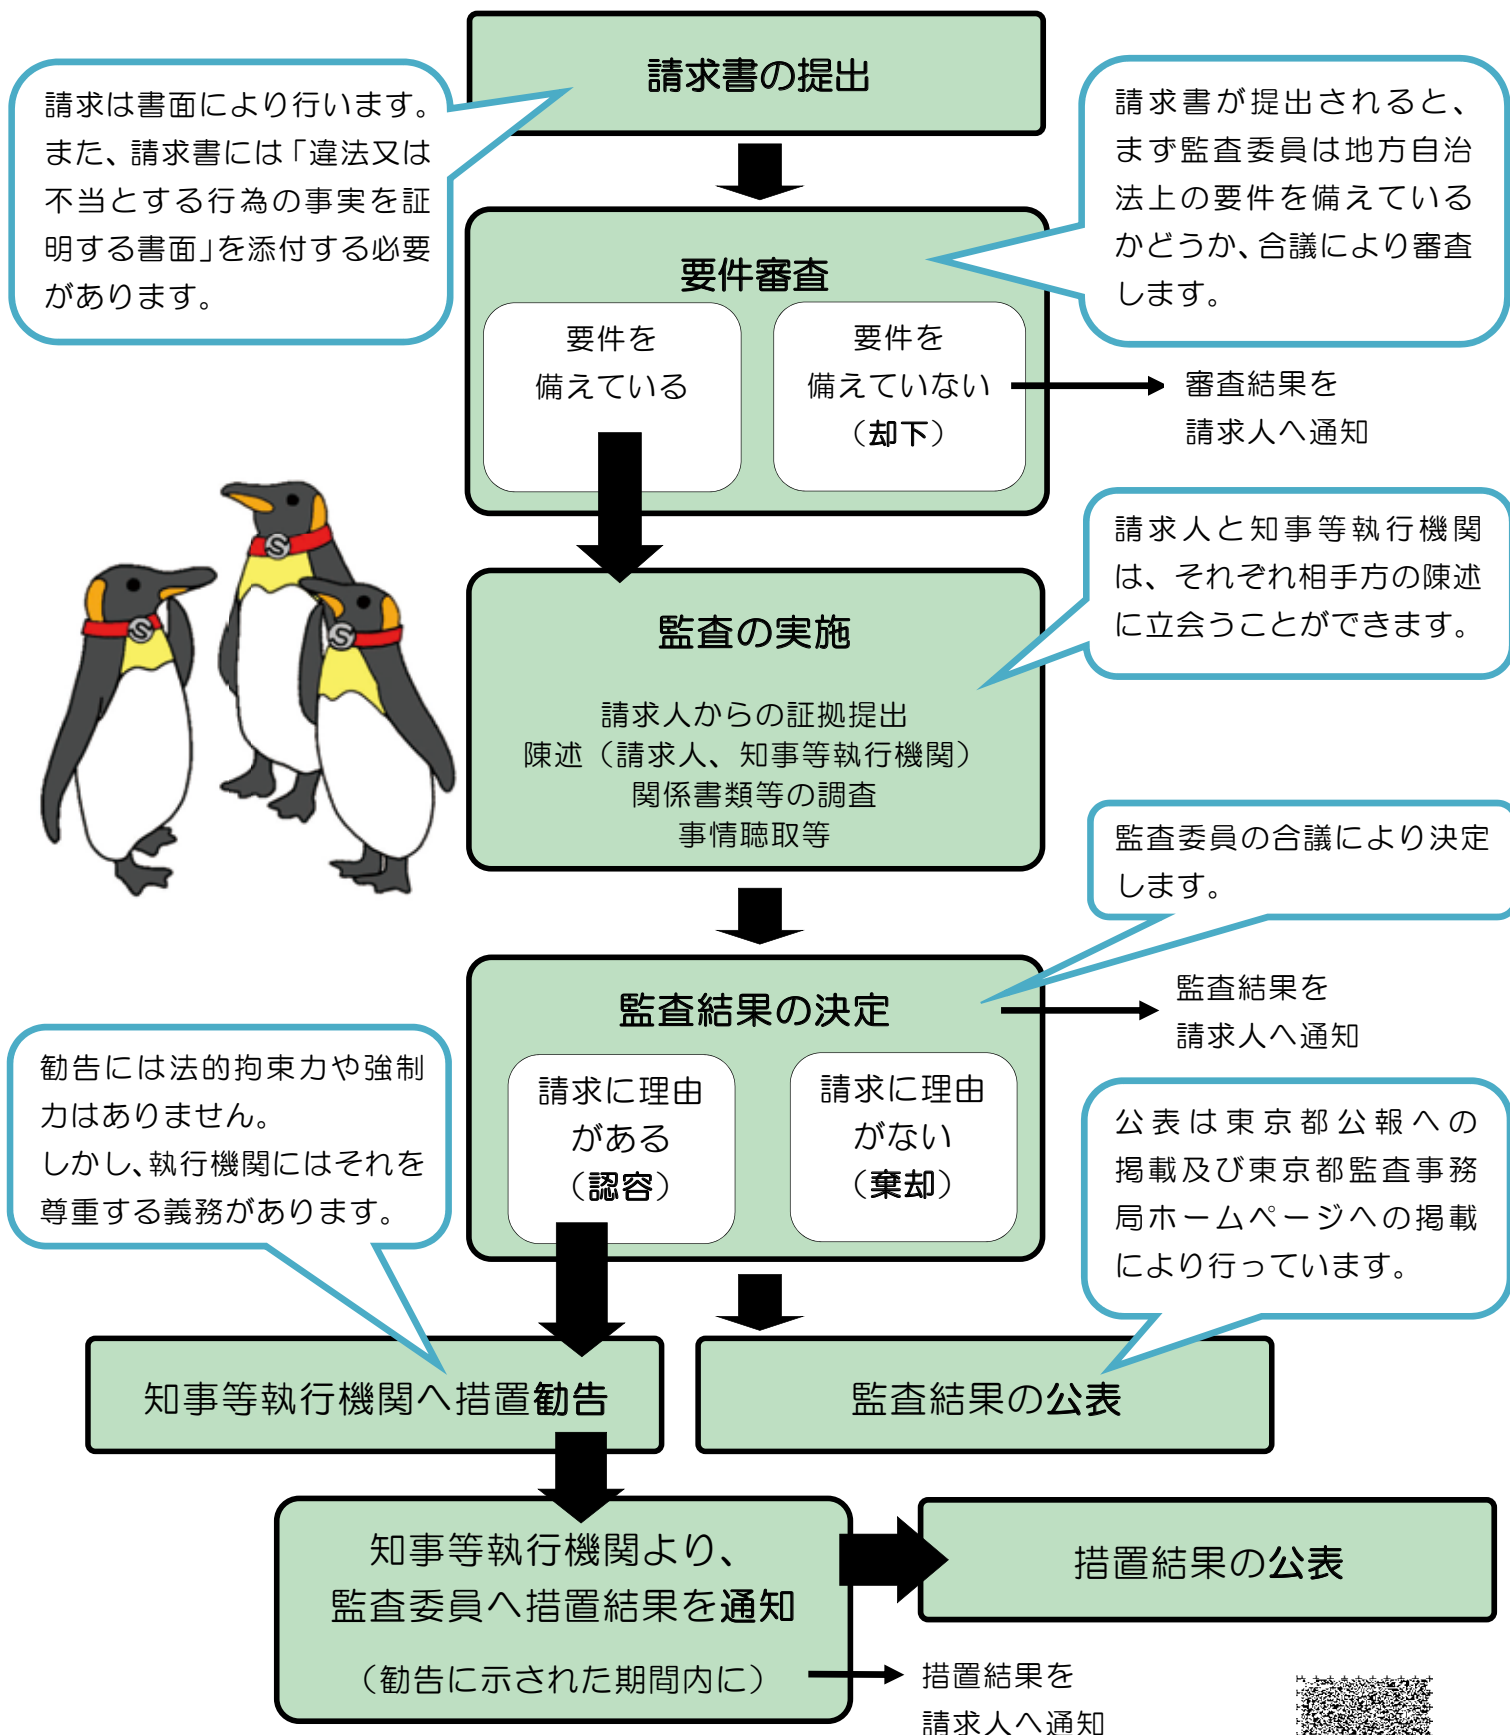 請求書の提出
請求は書面により行います。
また、請求書には「違法又は
不当とする行為の事実を証
明する書面」を添付する必要
があります。
請求書が提出されると、
まず監査委員は地方自治
法上の要件を備えている
かどうか、合議により審査
します。
要件審査
要件を
備えている
要件を
備えていない
（却下）
審査結果を
請求人へ通知
請求人と知事等執行機関
は、それぞれ相手方の陳述
に立会うことができます。
監査の実施
請求人からの証拠提出
陳述（請求人、知事等執行機関）
関係書類等の調査
事情聴取等
S
S
S
監査委員の合議により決定
します。
監査結果の決定
監査結果を
請求人へ通知
請求に理由
がある
（認容）
請求に理由
がない
（棄却）
勧告には法的拘束力や強制
力はありません。
しかし、執行機関にはそれを
尊重する義務があります。
公表は東京都公報への
掲載及び東京都監査事務
局ホームページへの掲載
により行っています。
知事等執行機関へ措置勧告
監査結果の公表
知事等執行機関より、
監査委員へ措置結果を通知
（勧告に示された期間内に）
措置結果の公表
措置結果を
請求人へ通知